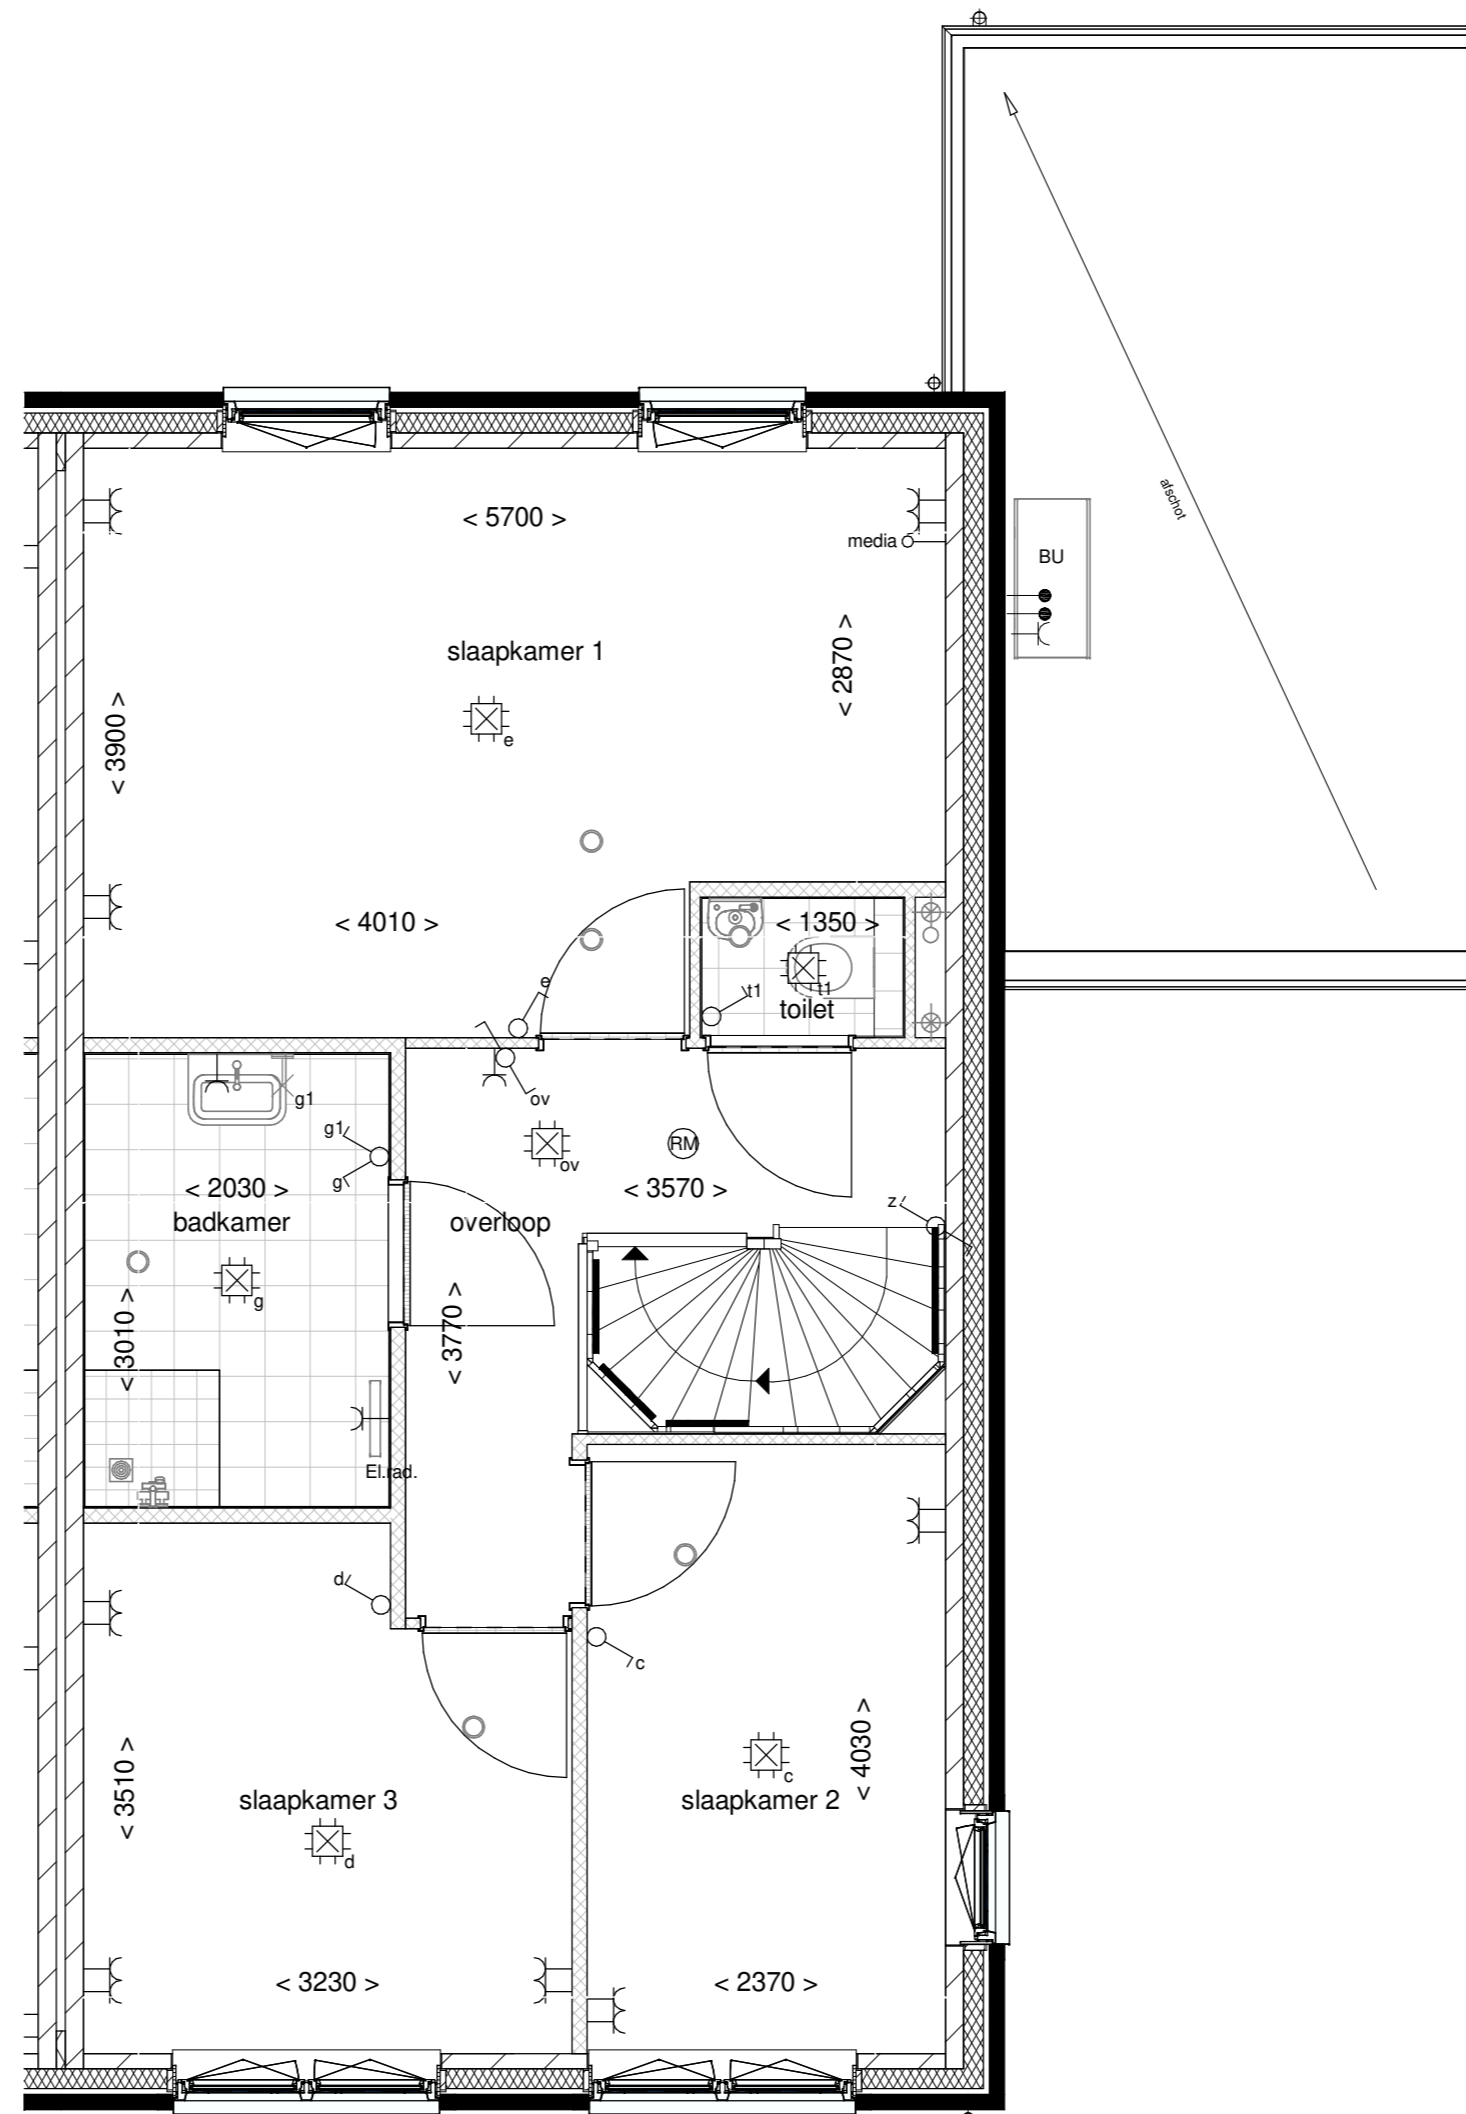 < 5700 >
media
afschot
BU
slaapkamer 1
< 2870 >
< 3900 >
e
< 4010 >
< 1350 >
e
t1
t1
toilet
ov
g1
g1
g
ov
RM
< 2030 >
< 3570 >
badkamer
overloop
z
g
< 3010 >
< 3770 >
El.rad.
d
c
< 3510 >
< 4030 >
slaapkamer 3
slaapkamer 2
c
d
< 3230 >
< 2370 >